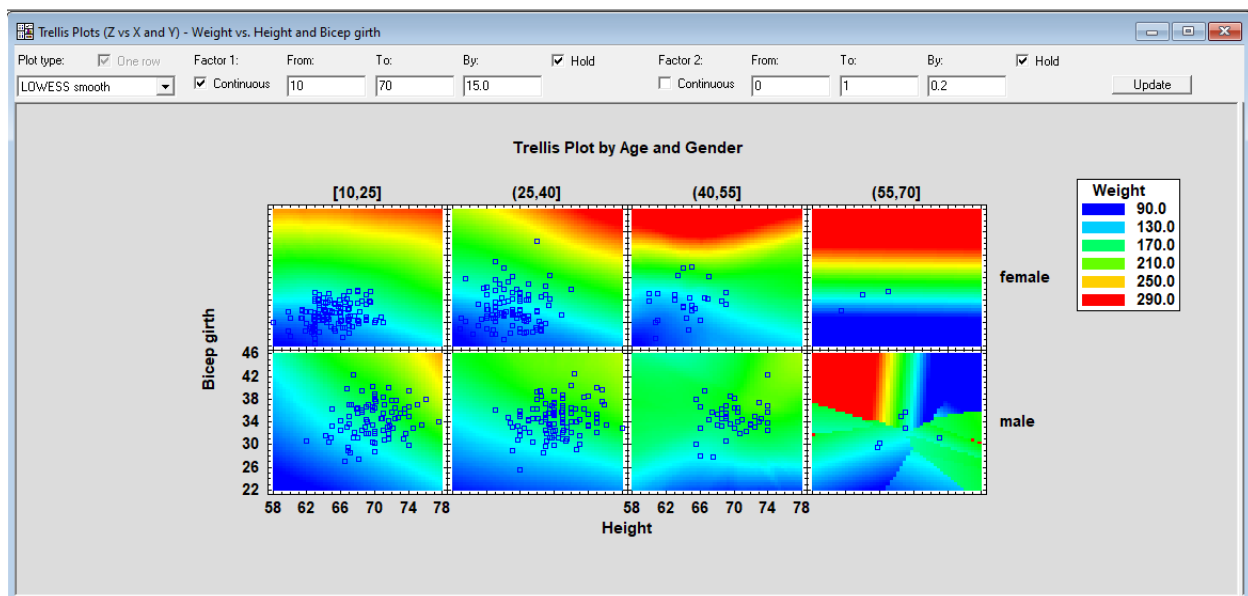 Trellis Plots (Z vs X and Y) - Weight vs. Height and Bicep girth
Plot type: One row Factor 1: From: To: By: Hold Factor 2: From: To: By: Hold
LOWESS smooth Continuous 10 70 15.0 Continuous 0 1 0.2 Update
Trellis Plot by Age and Gender
[10,25] (25,40] (40,55] (55,70]
Weight
90.0
130.0
170.0
210.0
250.0
290.0
female
male
Bicep girth
46
42
38
34
30
26
22
58 62 66 70 74 78 58 62 66 70 74 78
Height